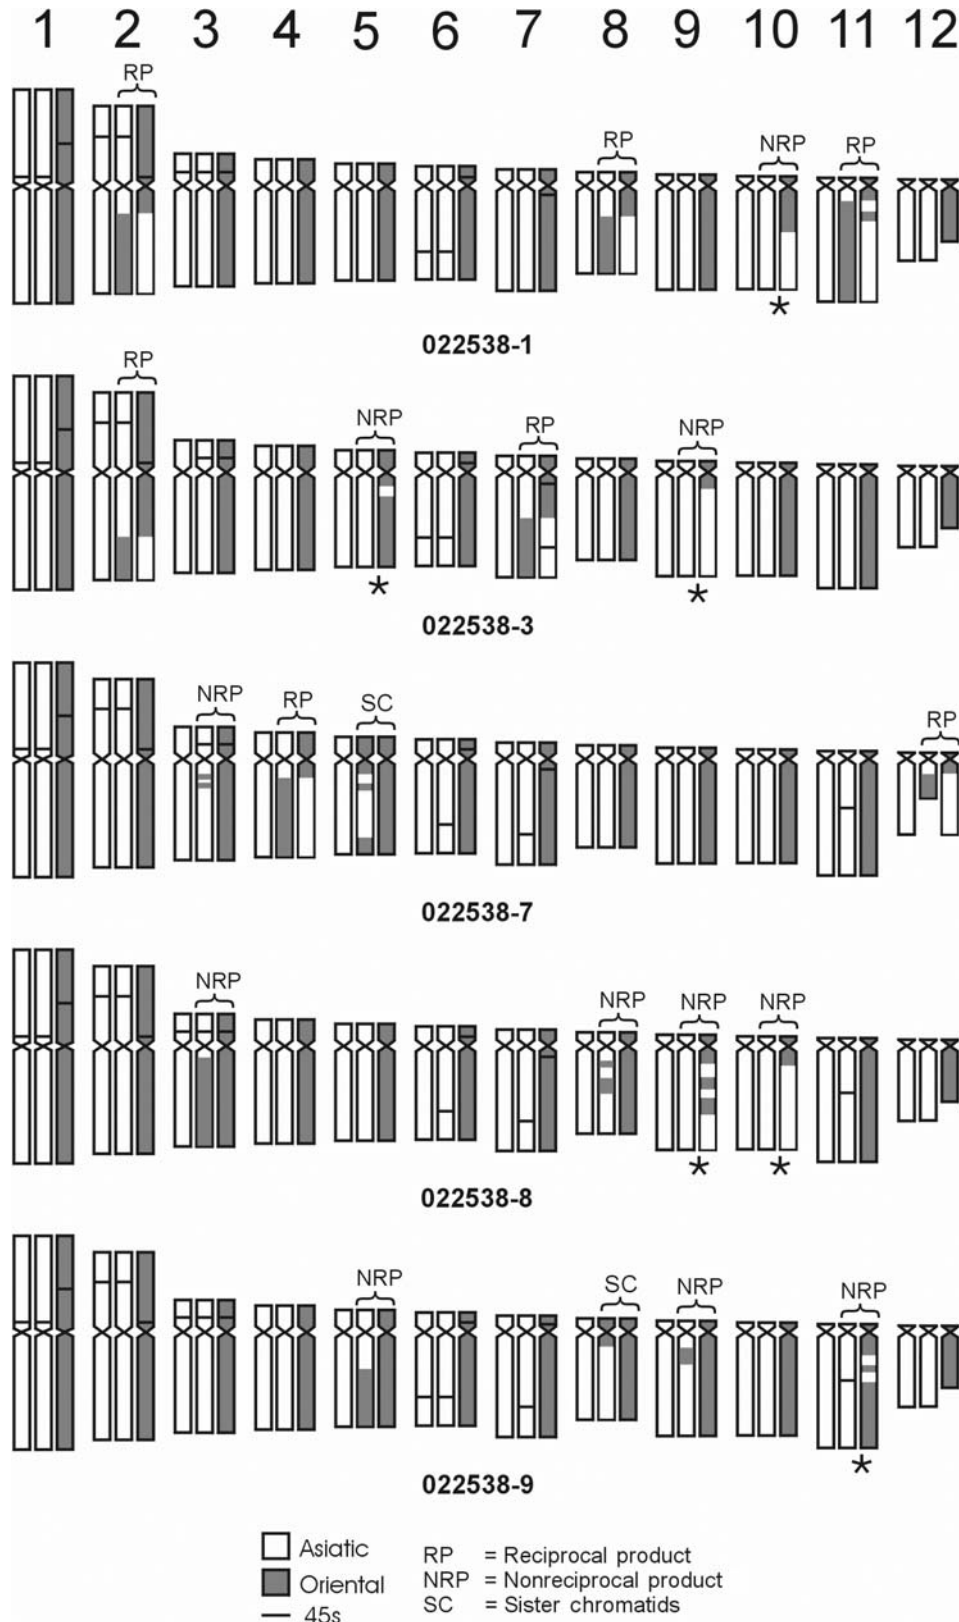 1 2 3 4 5 6 7 8 9 10 11 12
RP
RP NRP RP
*
022538-1
RP
NRP RP NRP
* *
022538-3
NRP RP SC RP
022538-7
NRP NRP NRP NRP
* *
022538-8
NRP SC NRP NRP
022538-9
*
Asiatic
Oriental
45s
RP = Reciprocal product
NRP = Nonreciprocal product
SC = Sister chromatids